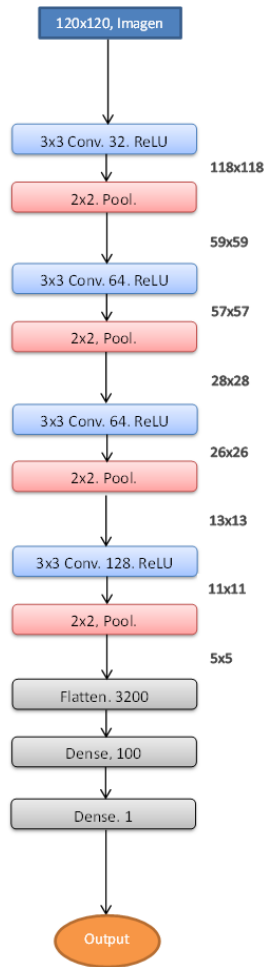 120x120, Imagen
3x3 Conv. 32. ReLU
118x118
2x2. Pool.
59x59
3x3 Conv. 64. ReLU
57x57
2x2, Pool.
28x28
3x3 Conv. 64. ReLU
26x26
2x2. Pool.
13x13
3x3 Conv. 128. ReLU
11x11
2x2, Pool.
5x5
Flatten. 3200
Dense, 100
Dense. 1
Output